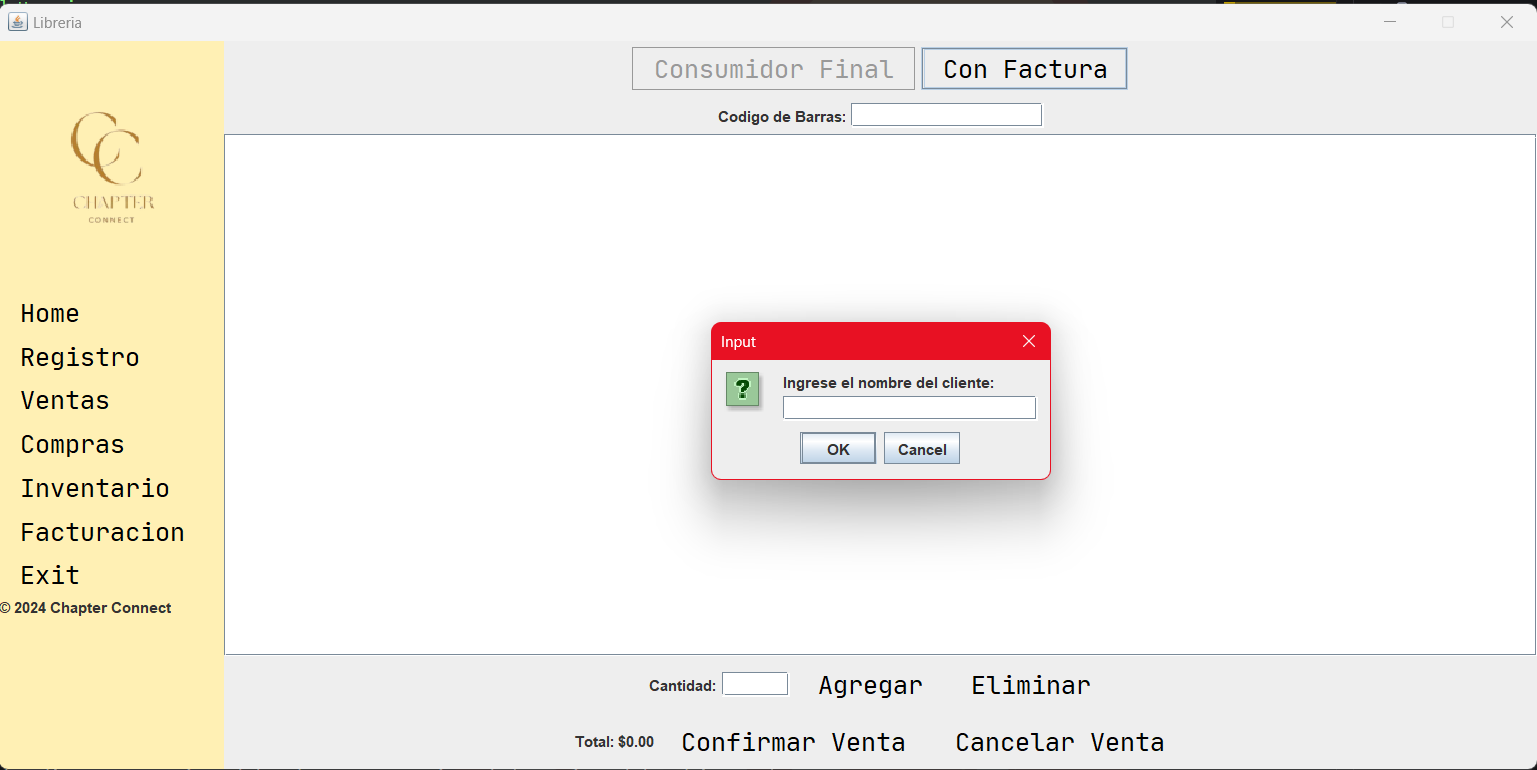 Libreria
Consumidor Final Con Factura
Codigo de Barras:
CC
CHAPTER
CONNECT
Home
Registro
Ventas
Compras
Inventario
Facturacion
Exit
© 2024 Chapter Connect
Input
?
Ingrese el nombre del cliente:
OK Cancel
Cantidad: Agregar Eliminar
Total: $0.00 Confirmar Venta Cancelar Venta